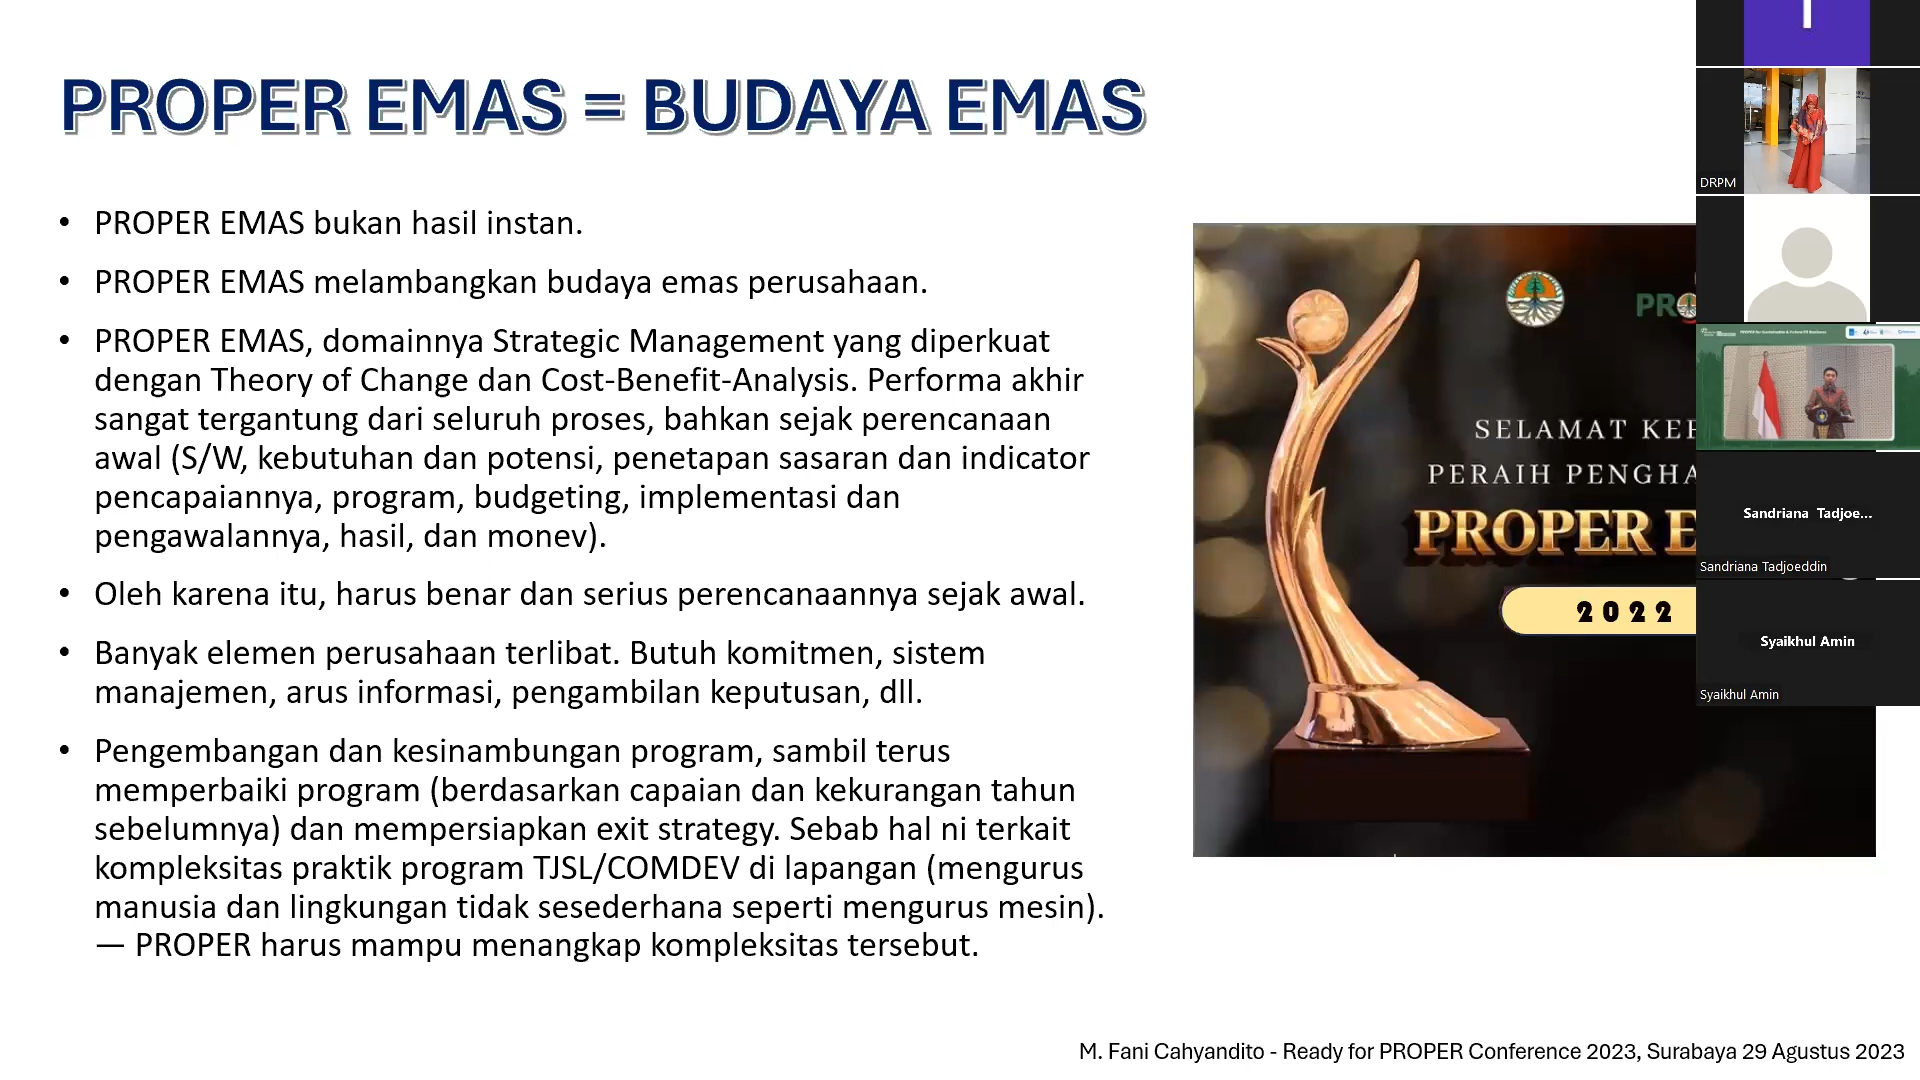 PROPER EMAS = BUDAYA EMAS
• PROPER EMAS bukan hasil instan.
• PROPER EMAS melambangkan budaya emas perusahaan.
• PROPER EMAS, domainnya Strategic Management yang diperkuat
dengan Theory of Change dan Cost-Benefit-Analysis. Performa akhir
sangat tergantung dari seluruh proses, bahkan sejak perencanaan
awal (S/W, kebutuhan dan potensi, penetapan sasaran dan indicator
pencapaiannya, program, budgeting, implementasi dan
pengawalannya, hasil, dan monev).
• Oleh karena itu, harus benar dan serius perencanaannya sejak awal.
• Banyak elemen perusahaan terlibat. Butuh komitmen, sistem
manajemen, arus informasi, pengambilan keputusan, dll.
• Pengembangan dan kesinambungan program, sambil terus
memperbaiki program (berdasarkan capaian dan kekurangan tahun
sebelumnya) dan mempersiapkan exit strategy. Sebab hal ni terkait
kompleksitas praktik program TJSL/COMDEV di lapangan (mengurus
manusia dan lingkungan tidak sesederhana seperti mengurus mesin).
— PROPER harus mampu menangkap kompleksitas tersebut.
PRO
SELAMAT KEP
PERAIH PENGHA
PROPER E
2022
DRPM
Sandriana Tadjoe...
Sandriana Tadjoeddin
Syaikhul Amin
Syaikhul Amin
M. Fani Cahyandito - Ready for PROPER Conference 2023, Surabaya 29 Agustus 2023